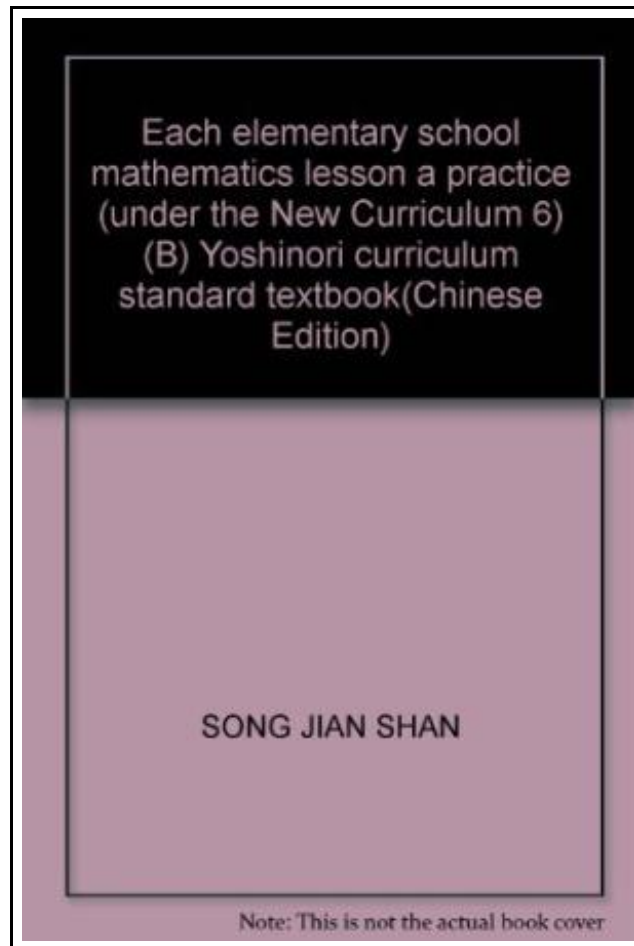 Each elementary school
mathematics lesson a practice
(under the New Curriculum 6)
(B) Yoshinori curriculum
standard textbook(Chinese
Edition)
SONG JIAN SHAN
Note: This is not the actual book cover